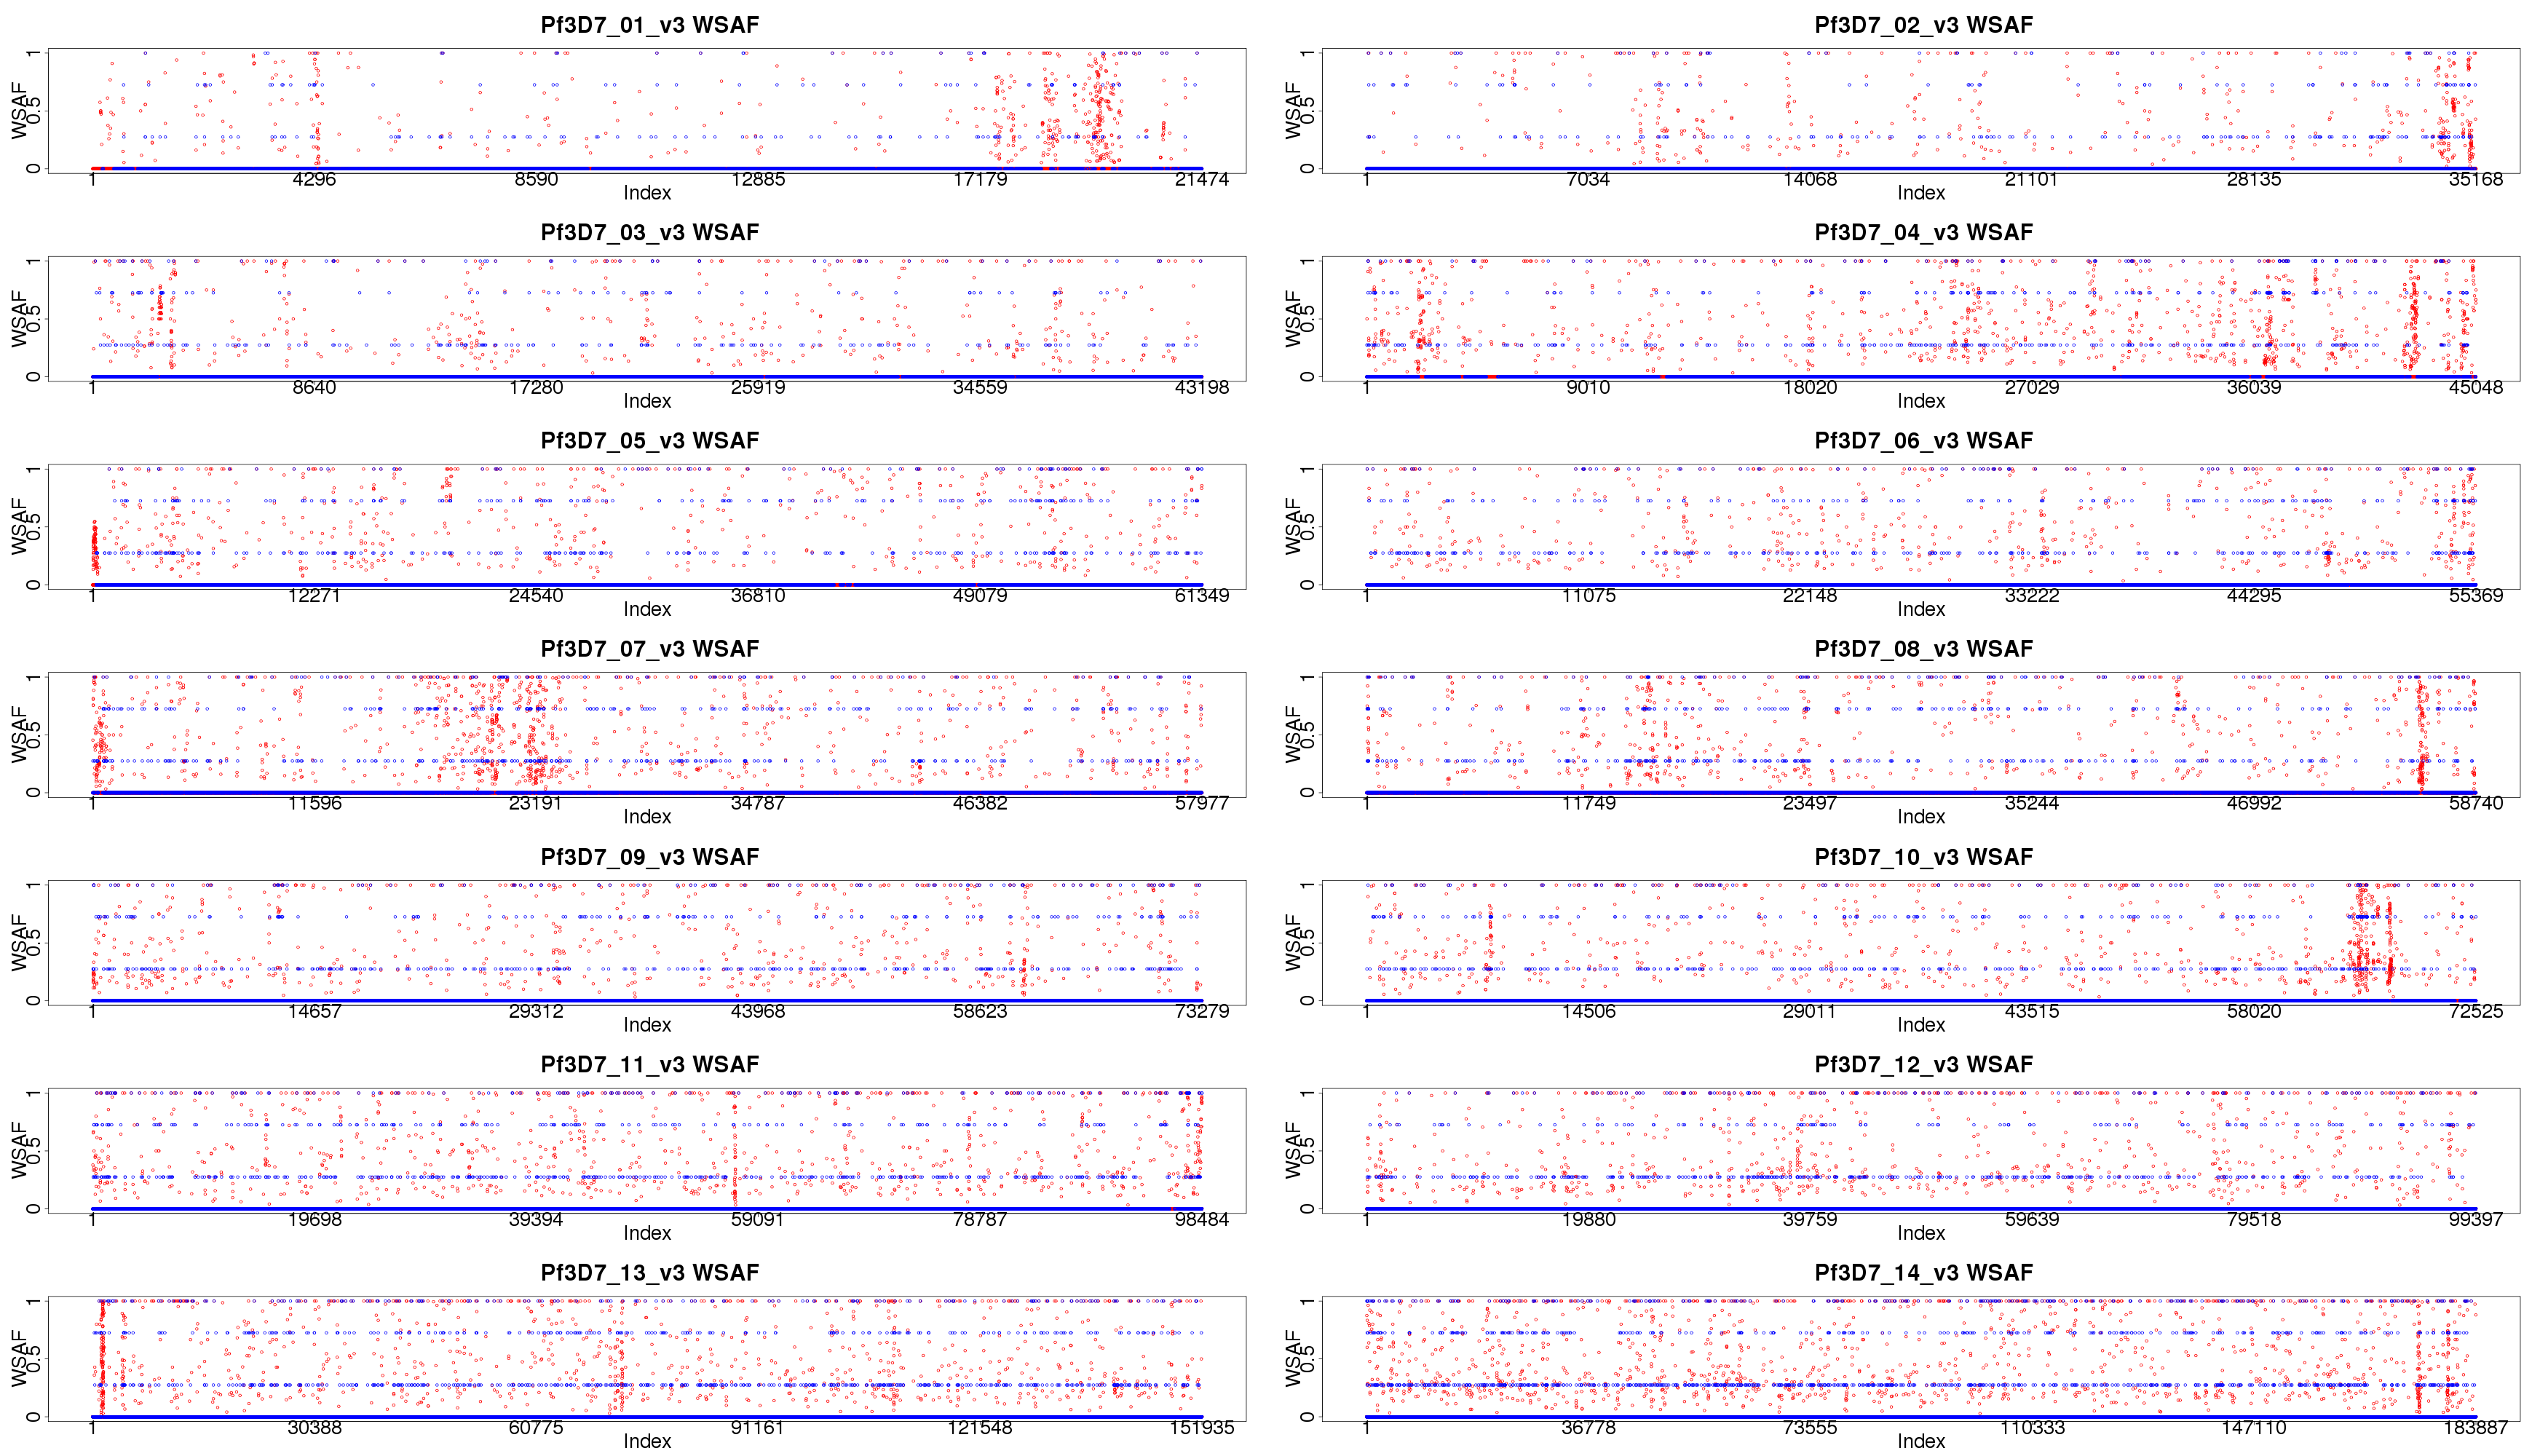 Pf3D7_01_v3 WSAF
WSAF
0 0.5 1
1 4296 8590 12885 17179 21474
Index
Pf3D7_02_v3 WSAF
WSAF
0 0.5 1
1 7034 14068 21101 28135 35168
Index
Pf3D7_03_v3 WSAF
WSAF
0 0.5 1
1 8640 17280 25919 34559 43198
Index
Pf3D7_04_v3 WSAF
WSAF
0 0.5 1
1 9010 18020 27029 36039 45048
Index
Pf3D7_05_v3 WSAF
WSAF
0 0.5 1
1 12271 24540 36810 49079 61349
Index
Pf3D7_06_v3 WSAF
WSAF
0 0.5 1
1 11075 22148 33222 44295 55369
Index
Pf3D7_07_v3 WSAF
WSAF
0 0.5 1
1 11596 23191 34787 46382 57977
Index
Pf3D7_08_v3 WSAF
WSAF
0 0.5 1
1 11749 23497 35244 46992 58740
Index
Pf3D7_09_v3 WSAF
WSAF
0 0.5 1
1 14657 29312 43968 58623 73279
Index
Pf3D7_10_v3 WSAF
WSAF
0 0.5 1
1 14506 29011 43515 58020 72525
Index
Pf3D7_11_v3 WSAF
WSAF
0 0.5 1
1 19698 39394 59091 78787 98484
Index
Pf3D7_12_v3 WSAF
WSAF
0 0.5 1
1 19880 39759 59639 79518 99397
Index
Pf3D7_13_v3 WSAF
WSAF
0 0.5 1
1 30388 60775 91161 121548 151935
Index
Pf3D7_14_v3 WSAF
WSAF
0 0.5 1
1 36778 73555 110333 147110 183887
Index